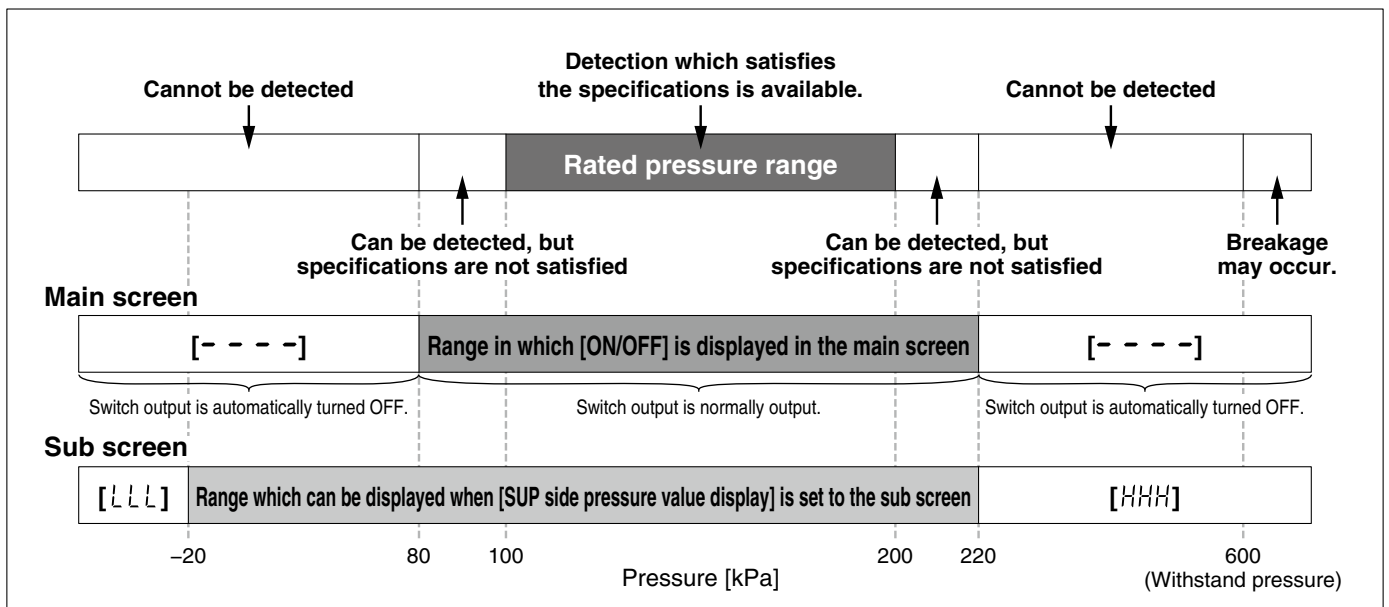 Detection which satisfies
the specifications is available.
Cannot be detected
Cannot be detected
Rated pressure range
Can be detected, but
specifications are not satisfied
Can be detected, but
specifications are not satisfied
Breakage
may occur.
Main screen
[- - - -]
Range in which [ON/OFF] is displayed in the main screen
[- - - -]
Switch output is automatically turned OFF.
Switch output is normally output.
Switch output is automatically turned OFF.
Sub screen
[LLL]
Range which can be displayed when [SUP side pressure value display] is set to the sub screen
[HHH]
–20
80
100
200
220
600
Pressure [kPa]
(Withstand pressure)